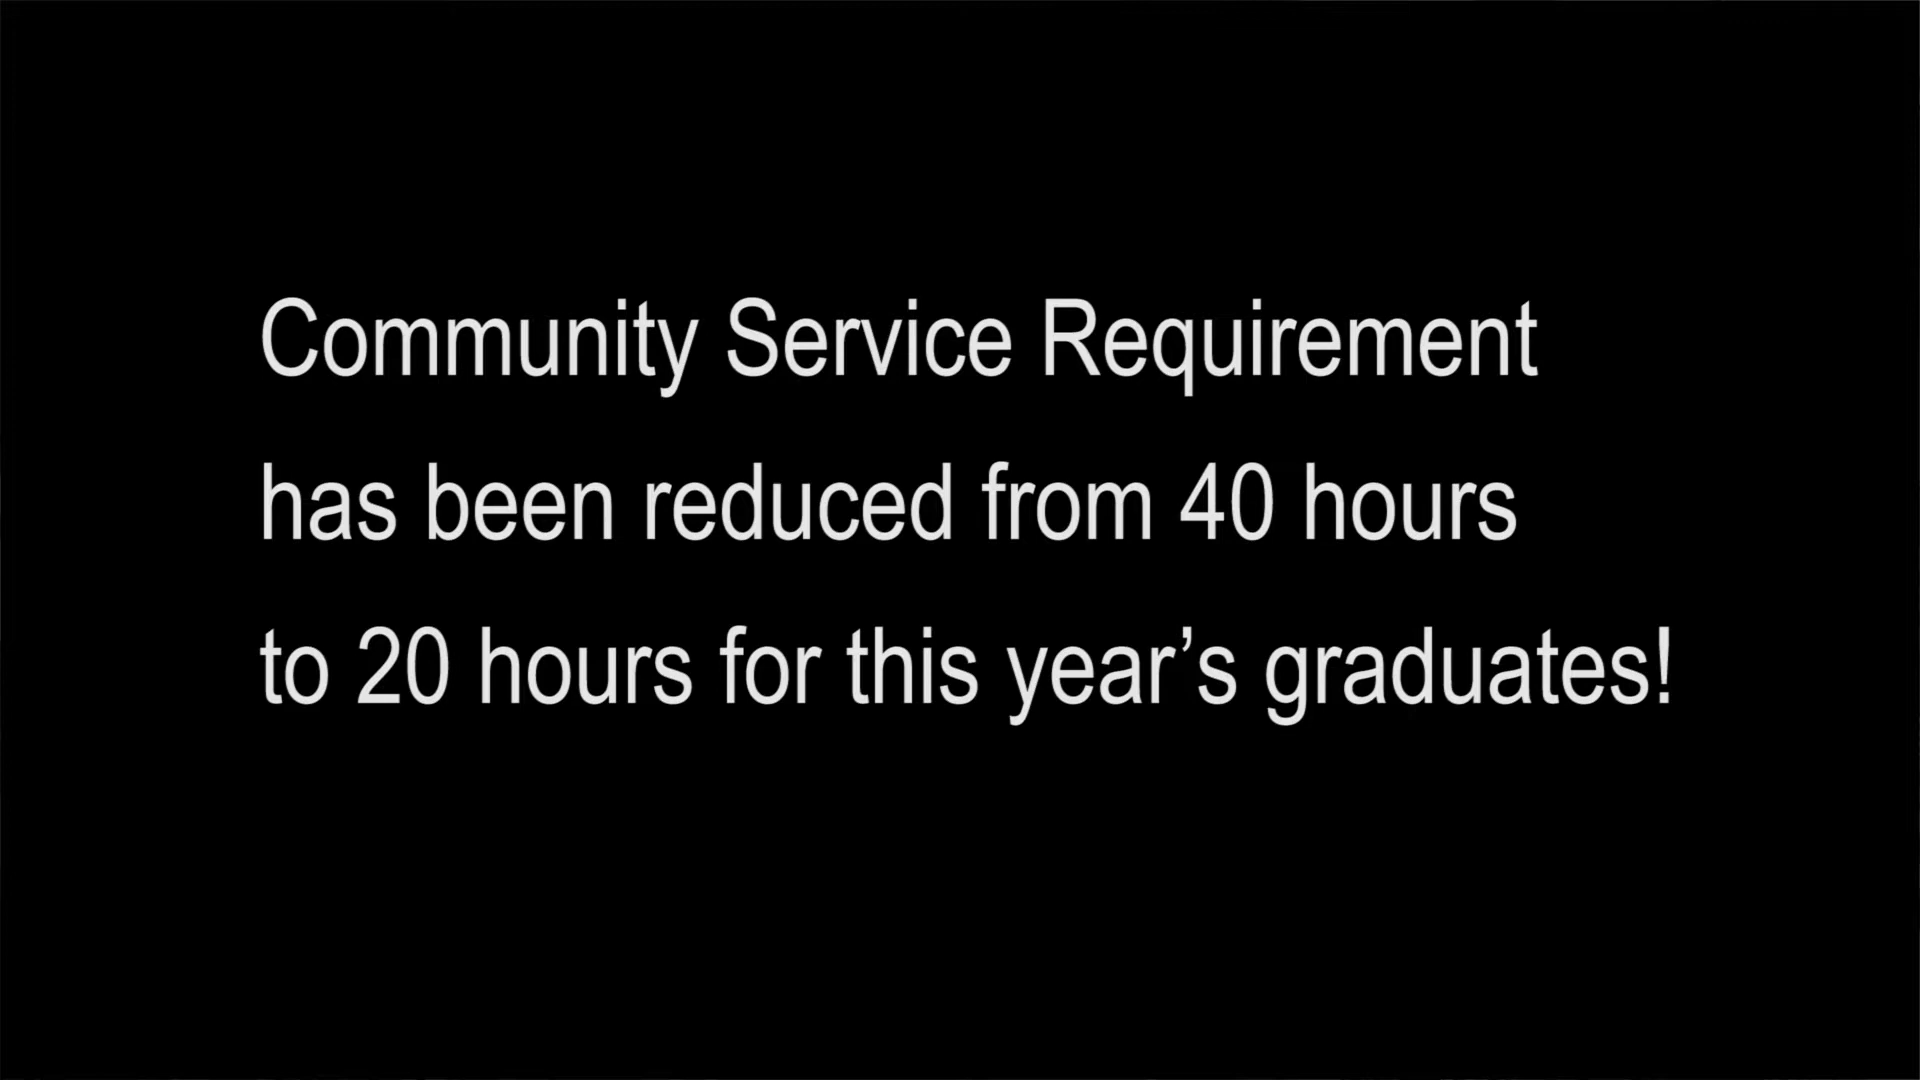 Community Service Requirement
has been reduced from 40 hours
to 20 hours for this year’s graduates!